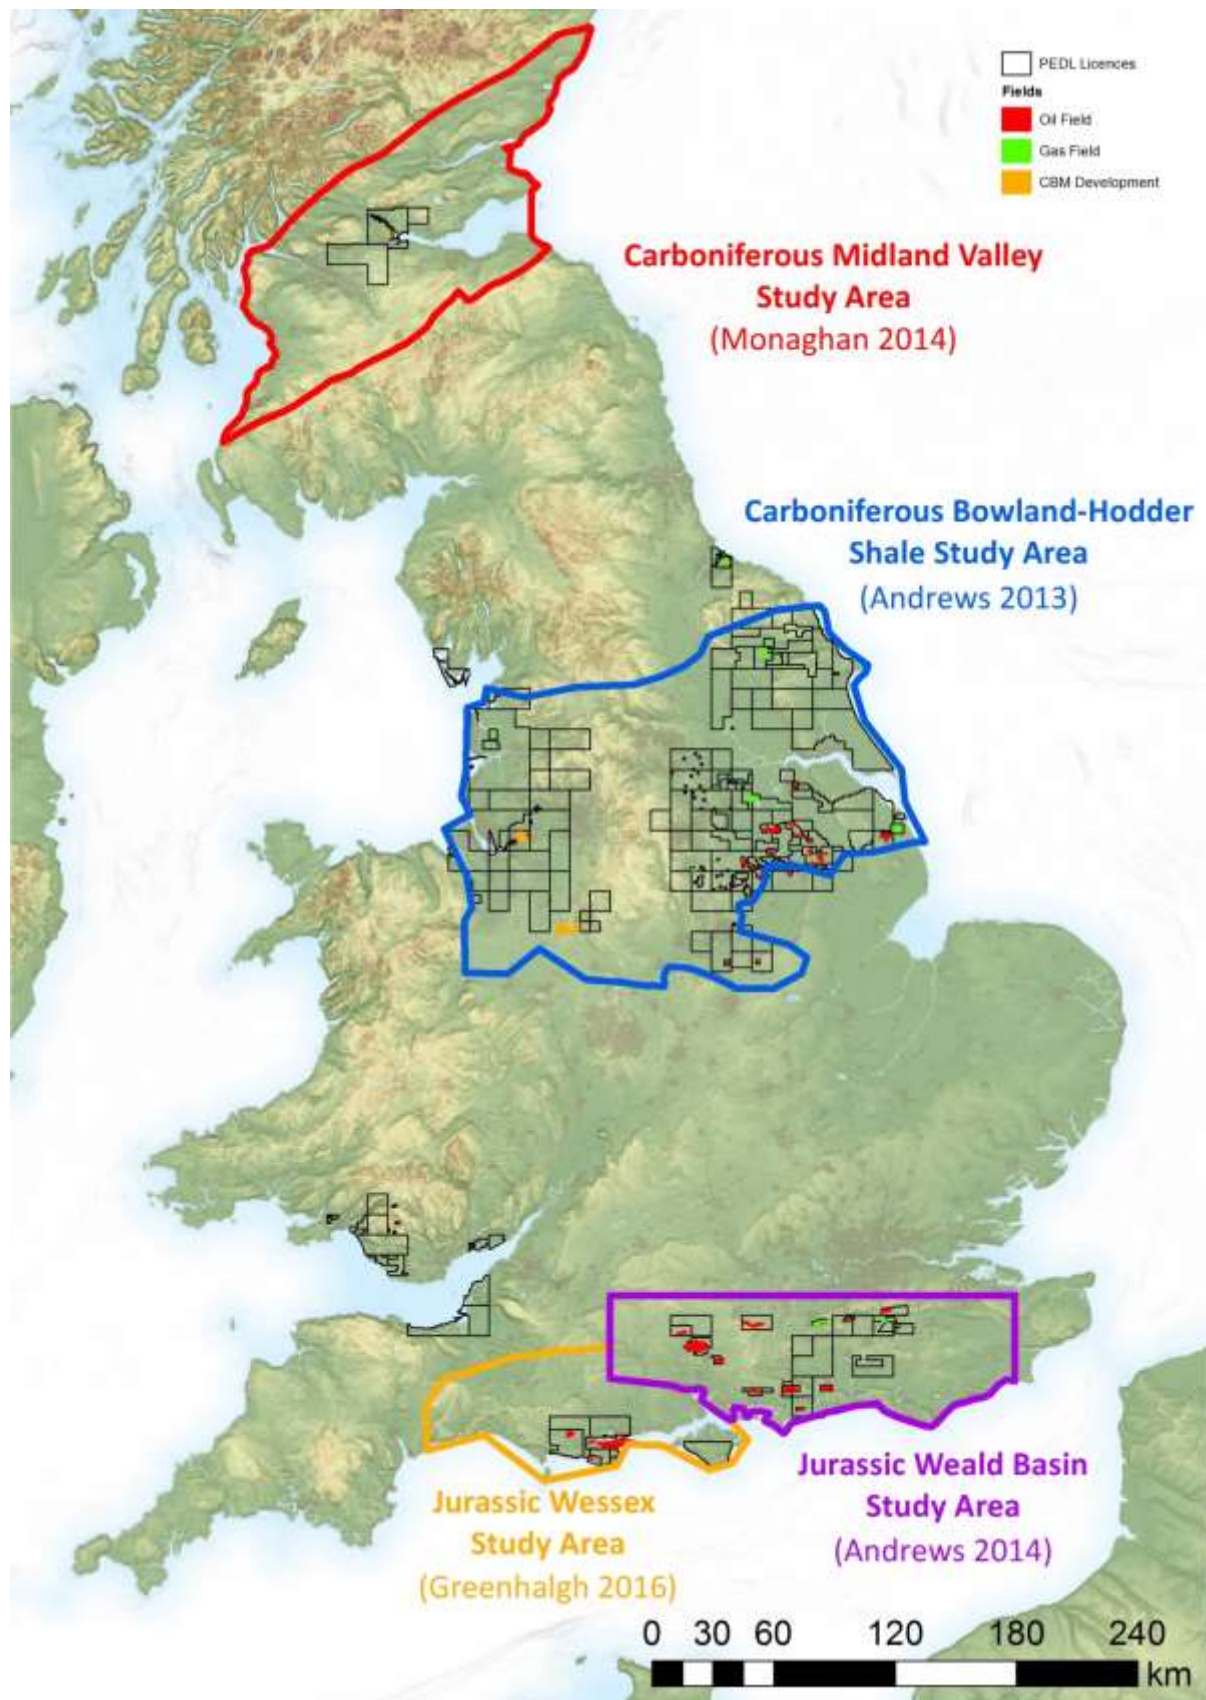 PEDL Licences
Fields
Oil Field
Gas Field
CBM Development
Carboniferous Midland Valley
Study Area
(Monaghan 2014)
Carboniferous Bowland-Hodder
Shale Study Area
(Andrews 2013)
Jurassic Weald Basin
Study Area
(Andrews 2014)
Jurassic Wessex
Study Area
(Greenhalgh 2016)
0 30 60 120 180 240
km